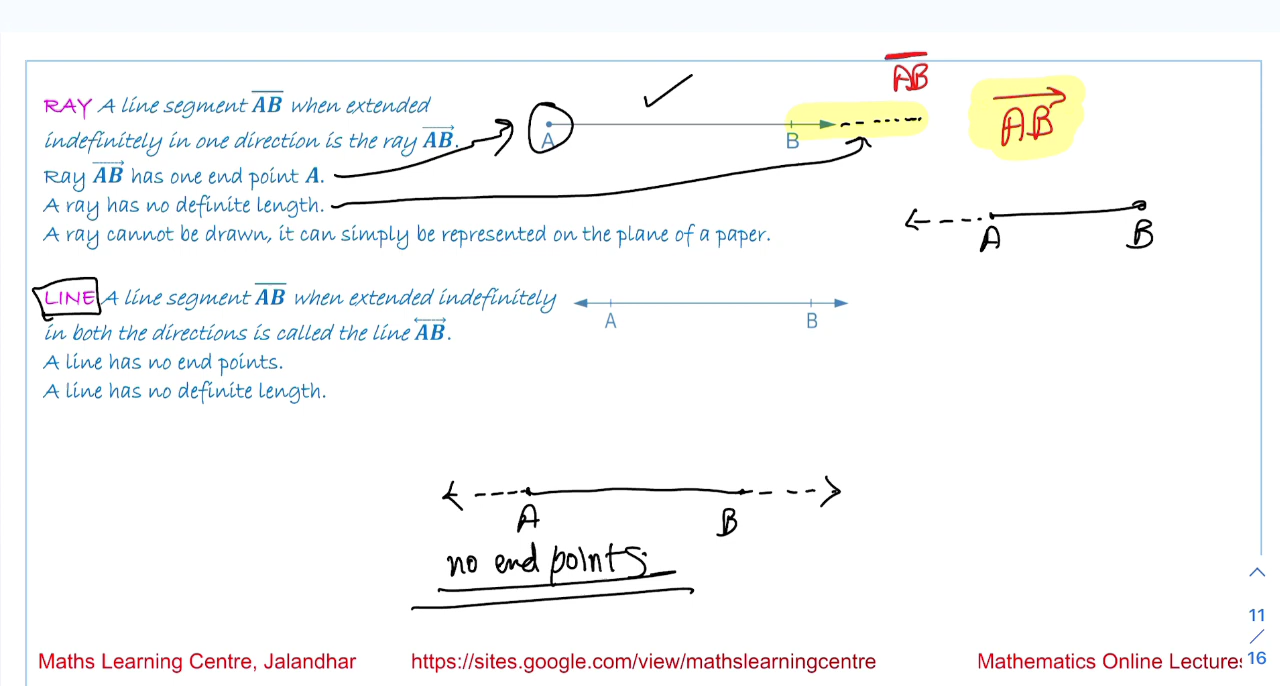 RAY A line segment AB when extended
indefinitely in one direction is the ray AB.
Ray AB has one end point A.
A ray has no definite length.
A ray cannot be drawn, it can simply be represented on the plane of a paper.
A B
AB
AB
A B
LINE A line segment AB when extended indefinitely
in both the directions is called the line AB.
A line has no end points.
A line has no definite length.
A B
A B
no end points.
11
/
16
Maths Learning Centre, Jalandhar https://sites.google.com/view/mathslearningcentre Mathematics Online Lectures